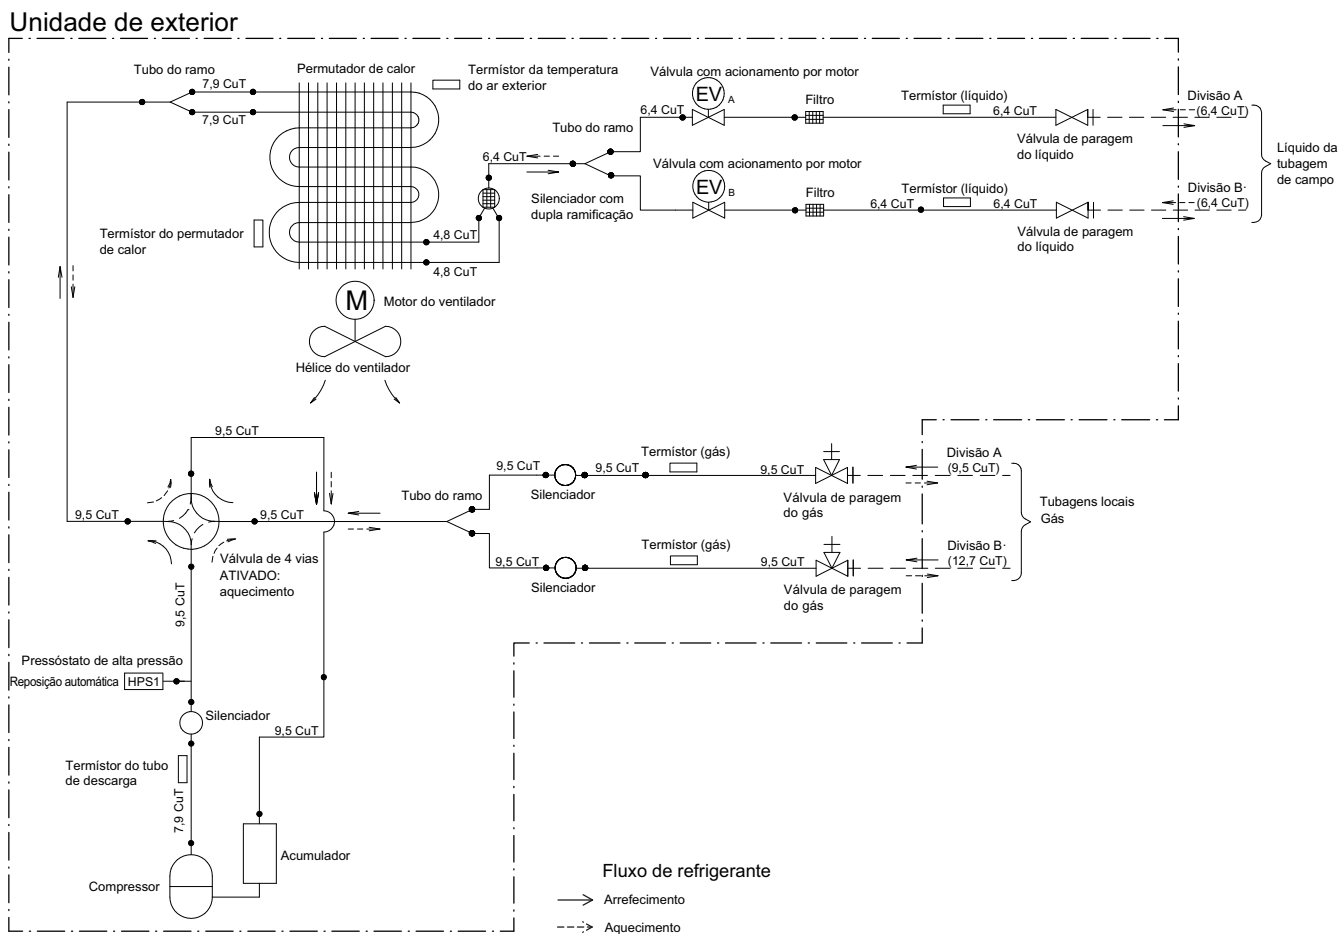 Unidade de exterior
Tubo do ramo
7,9 CuT
7,9 CuT
Permutador de calor
Termístor da temperatura
do ar exterior
Termístor do permutador
de calor
4,8 CuT
4,8 CuT
M
Motor do ventilador
Hélice do ventilador
6,4 CuT
Silenciador com
dupla ramificação
Tubo do ramo
Válvula com acionamento por motor
6,4 CuT
EV
A
Filtro
Termístor (líquido)
6,4 CuT
Válvula de paragem
do líquido
Divisão A
(6,4 CuT)
Válvula com acionamento por motor
EV
B
Filtro
6,4 CuT
Termístor (líquido)
6,4 CuT
Válvula de paragem
do líquido
Divisão B·
(6,4 CuT)
Líquido da
tubagem
de campo
9,5 CuT
9,5 CuT
9,5 CuT
Válvula de 4 vias
ATIVADO:
aquecimento
9,5 CuT
Tubo do ramo
9,5 CuT
Silenciador
9,5 CuT
Termístor (gás)
9,5 CuT
Válvula de paragem
do gás
Divisão A
(9,5 CuT)
9,5 CuT
Silenciador
Termístor (gás)
9,5 CuT
Válvula de paragem
do gás
Divisão B·
(12,7 CuT)
Tubagens locais
Gás
Pressóstato de alta pressão
Reposição automática
HPS1
Silenciador
9,5 CuT
Termístor do tubo
de descarga
7,9 CuT
Compressor
Acumulador
Fluxo de refrigerante
Arrefecimento
Aquecimento